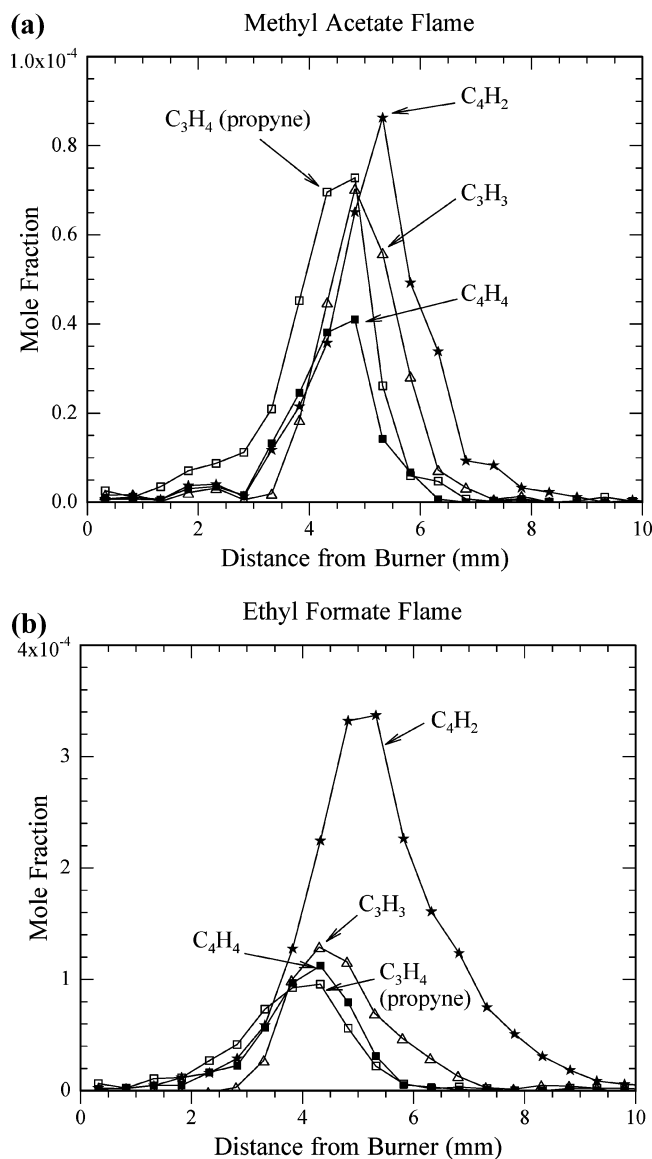 (a)
Methyl Acetate Flame
1.0x10⁻⁴
0.8
0.6
0.4
0.2
0.0
Mole Fraction
C₃H₄ (propyne)
C₄H₂
C₃H₃
C₄H₄
0 2 4 6 8 10
Distance from Burner (mm)
(b)
Ethyl Formate Flame
4x10⁻⁴
3
2
1
0
Mole Fraction
C₄H₂
C₃H₃
C₄H₄
C₃H₄
(propyne)
0 2 4 6 8 10
Distance from Burner (mm)